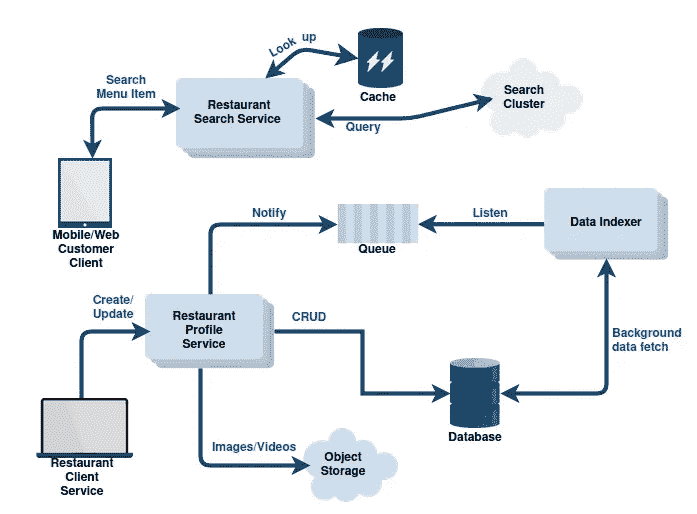 Look up
Cache
Search
Menu Item
Restaurant
Search Service
Search
Cluster
Query
Mobile/Web
Customer
Client
Notify
Queue
Listen
Data Indexer
Create/
Update
Restaurant
Profile
Service
CRUD
Background
data fetch
Database
Images/Videos
Object
Storage
Restaurant
Client
Service